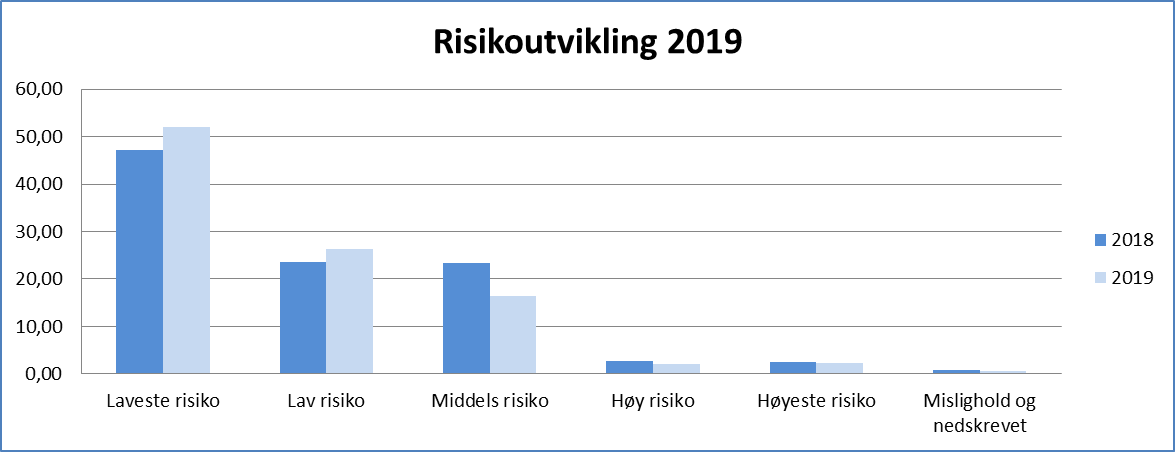 Risikoutvikling 2019
60,00
50,00
40,00
30,00
20,00
10,00
0,00
Laveste risiko
Lav risiko
Middels risiko
Høy risiko
Høyeste risiko
Mislighold og
nedskrevet
2018
2019